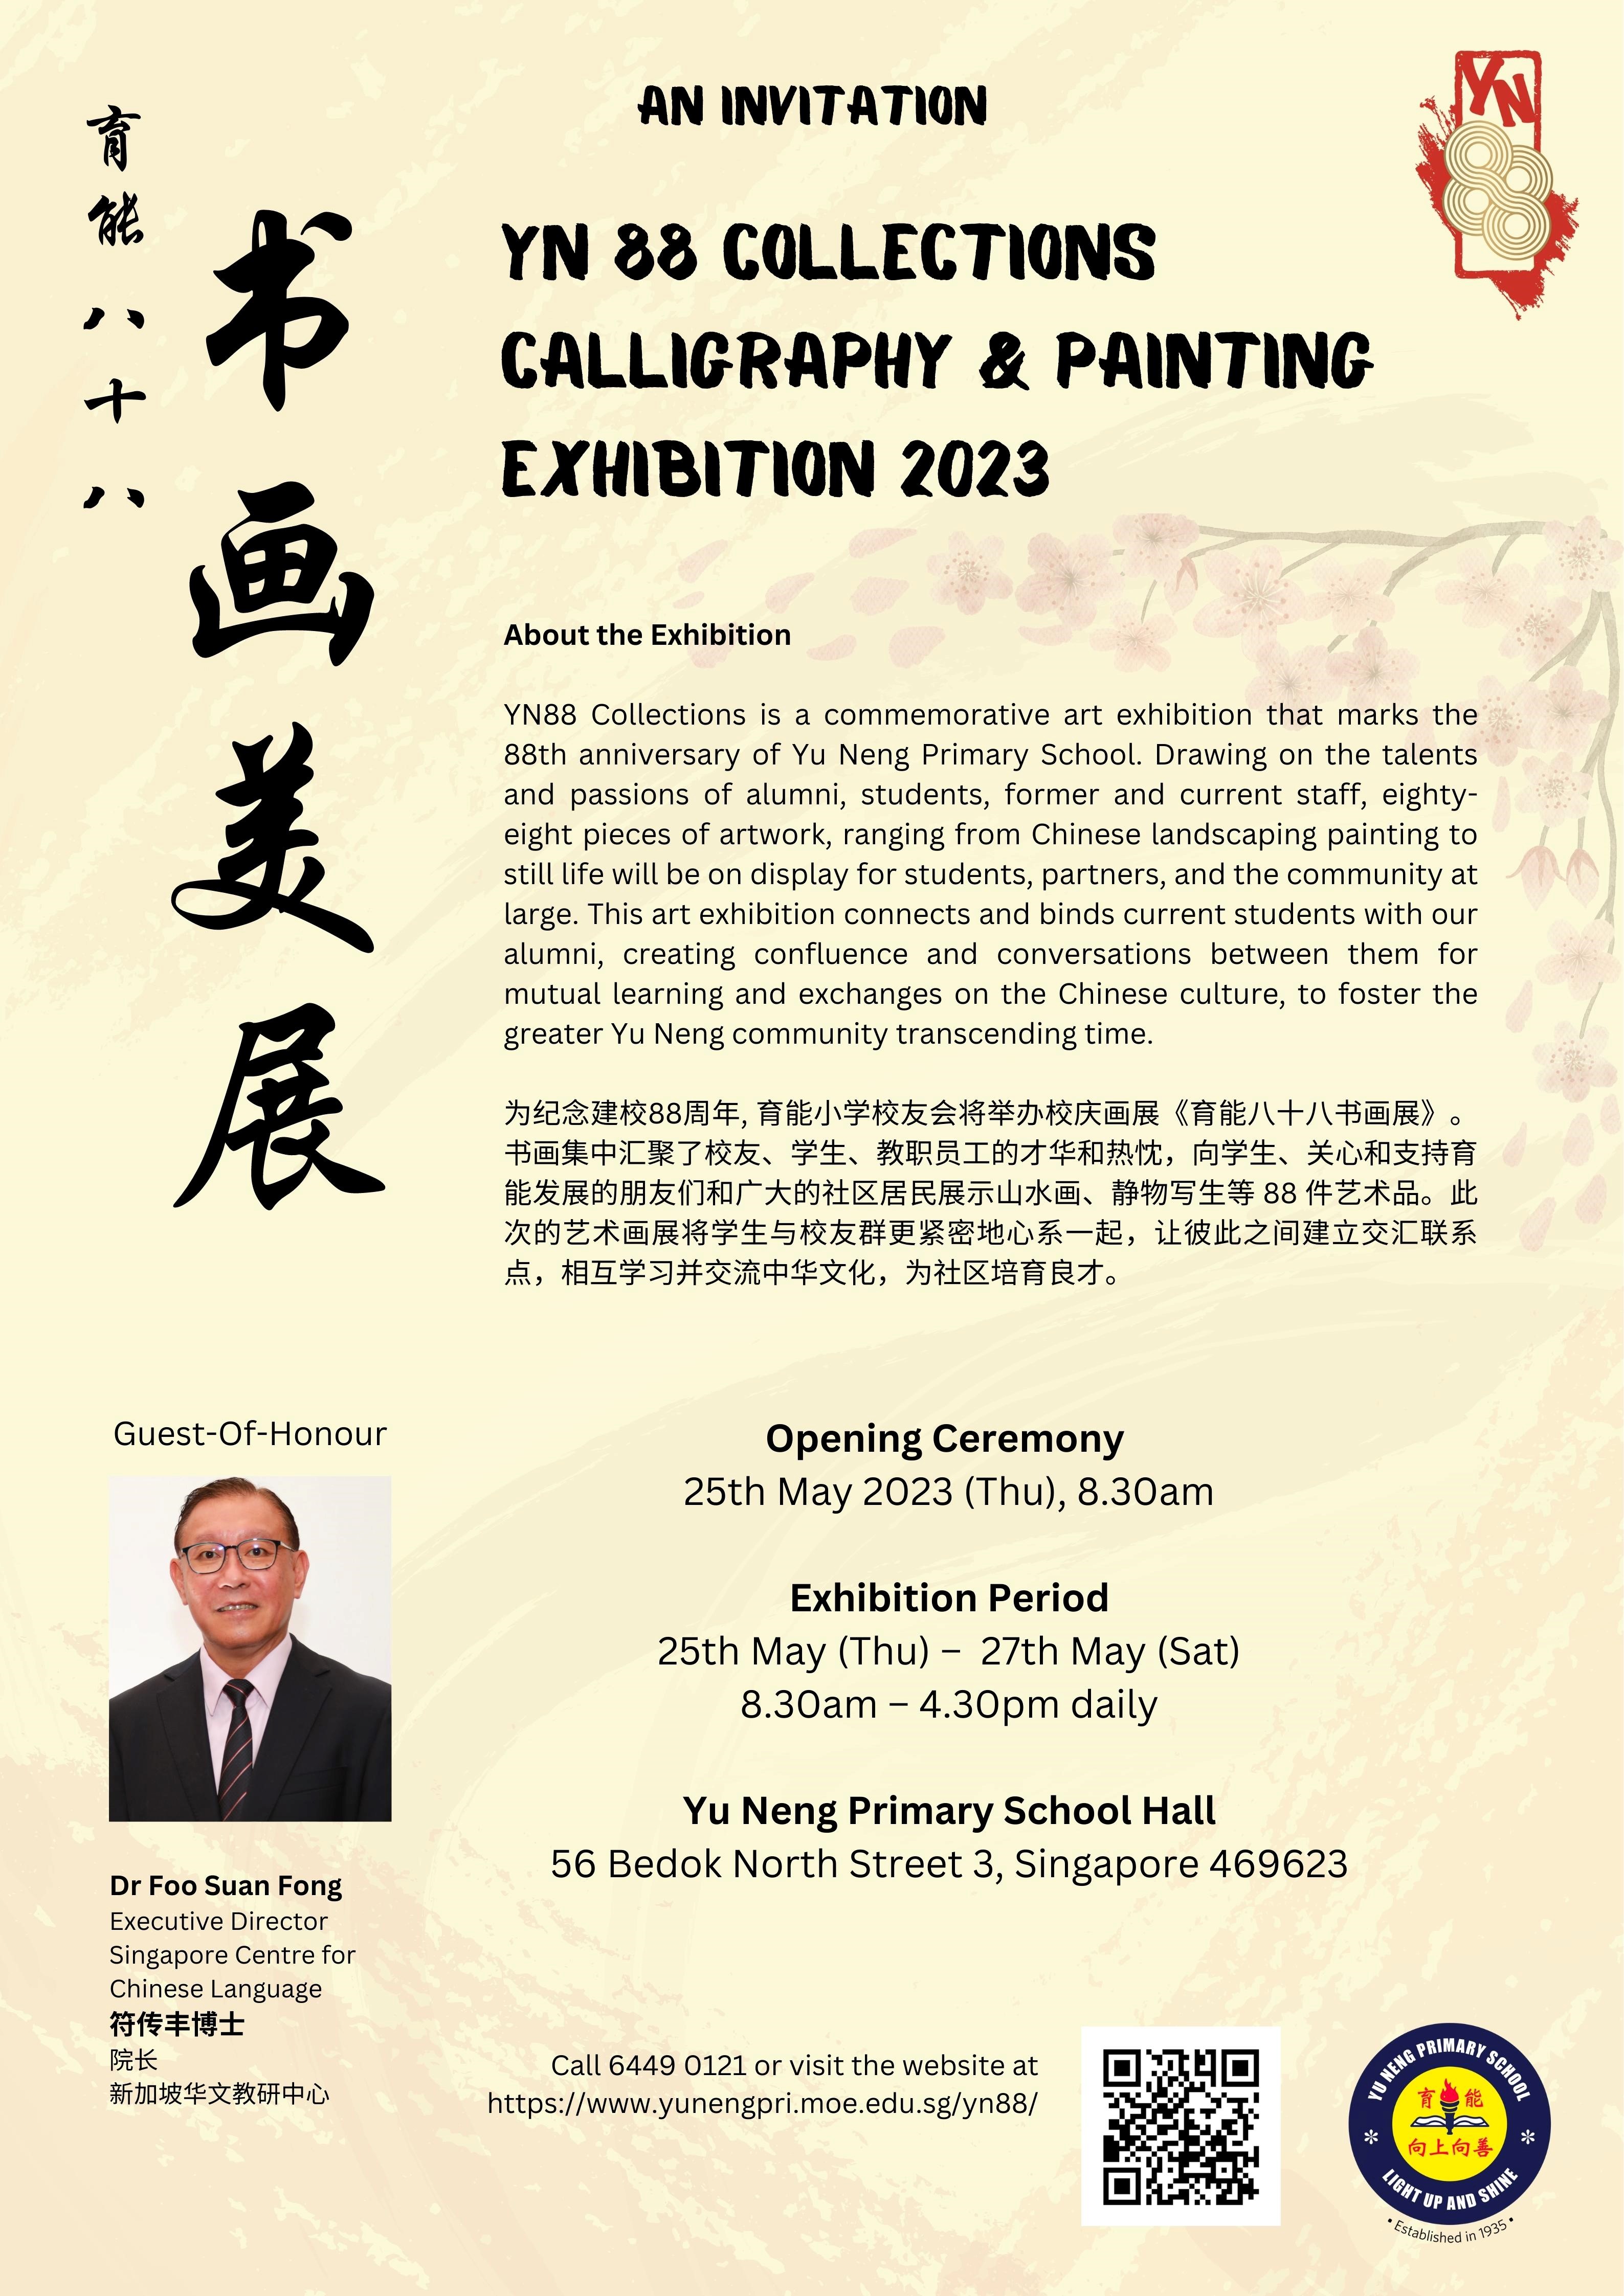 AN INVITATION
育能八十八
书画美展
YN 88 COLLECTIONS
CALLIGRAPHY & PAINTING
EXHIBITION 2023
YN
88
About the Exhibition
YN88 Collections is a commemorative art exhibition that marks the
88th anniversary of Yu Neng Primary School. Drawing on the talents
and passions of alumni, students, former and current staff, eighty-
eight pieces of artwork, ranging from Chinese landscaping painting to
still life will be on display for students, partners, and the community at
large. This art exhibition connects and binds current students with our
alumni, creating confluence and conversations between them for
mutual learning and exchanges on the Chinese culture, to foster the
greater Yu Neng community transcending time.
为纪念建校88周年, 育能小学校友会将举办校庆画展《育能八十八书画展》。
书画集中汇聚了校友、学生、教职员工的才华和热忱，向学生、关心和支持育
能发展的朋友们和广大的社区居民展示山水画、静物写生等 88 件艺术品。此
次的艺术画展将学生与校友群更紧密地心系一起，让彼此之间建立交汇联系
点，相互学习并交流中华文化，为社区培育良才。
Guest-Of-Honour
Dr Foo Suan Fong
Executive Director
Singapore Centre for
Chinese Language
符传丰博士
院长
新加坡华文教研中心
Opening Ceremony
25th May 2023 (Thu), 8.30am
Exhibition Period
25th May (Thu) – 27th May (Sat)
8.30am – 4.30pm daily
Yu Neng Primary School Hall
56 Bedok North Street 3, Singapore 469623
Call 6449 0121 or visit the website at
https://www.yunengpri.moe.edu.sg/yn88/
YU NENG PRIMARY SCHOOL
育能
向上向善
LIGHT UP AND SHINE
• Established in 1935 •